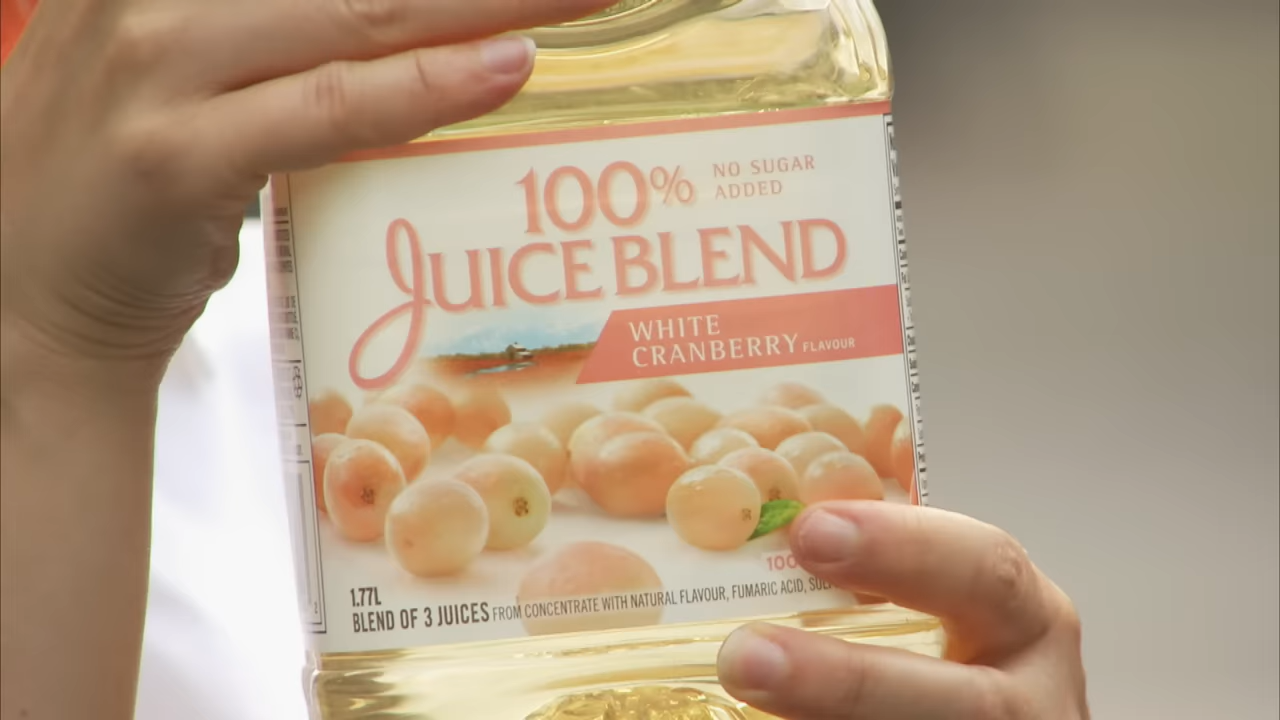 100% NO SUGAR
ADDED
JUICE BLEND
WHITE
CRANBERRY FLAVOUR
100
1.77L
BLEND OF 3 JUICES FROM CONCENTRATE WITH NATURAL FLAVOUR, FUMARIC ACID,